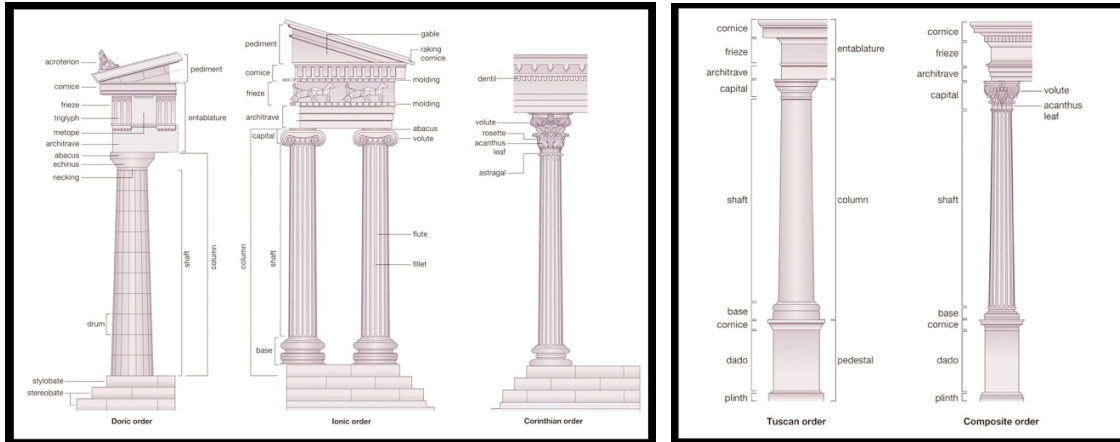 acroterion
pediment
cornice
frieze
triglyph
entablature
metope
architrave
abacus
echinus
necking
shaft
column
drum
stylobate
stereobate
Doric order
pediment
gable
raking
cornice
cornice
molding
frieze
molding
architrave
abacus
capital
volute
column
shaft
flute
fillet
base
Ionic order
dentil
volute
rosette
acanthus
leaf
astragal
Corinthian order
cornice
entablature
frieze
architrave
capital
shaft
column
base
cornice
dado
pedestal
plinth
Tuscan order
cornice
frieze
architrave
capital
volute
acanthus
leaf
shaft
base
cornice
dado
plinth
Composite order